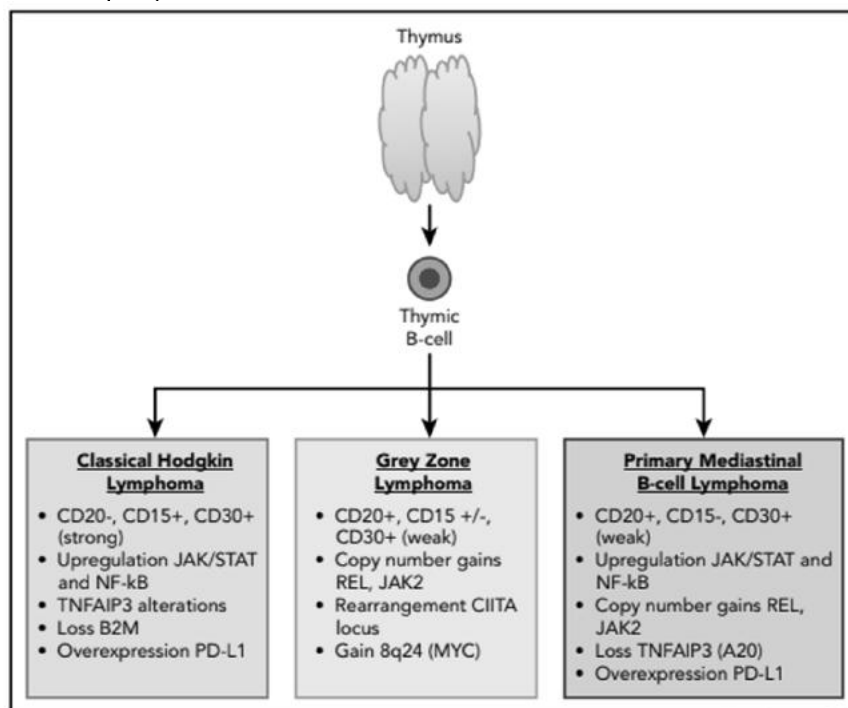 Thymus
Thymic
B-cell
Classical Hodgkin
Lymphoma
• CD20-, CD15+, CD30+
(strong)
• Upregulation JAK/STAT
and NF-kB
• TNFAIP3 alterations
• Loss B2M
• Overexpression PD-L1
Grey Zone
Lymphoma
• CD20+, CD15 +/-,
CD30+ (weak)
• Copy number gains
REL, JAK2
• Rearrangement CIITA
locus
• Gain 8q24 (MYC)
Primary Mediastinal
B-cell Lymphoma
• CD20+, CD15-, CD30+
(weak)
• Upregulation JAK/STAT and
NF-kB
• Copy number gains REL,
JAK2
• Loss TNFAIP3 (A20)
• Overexpression PD-L1